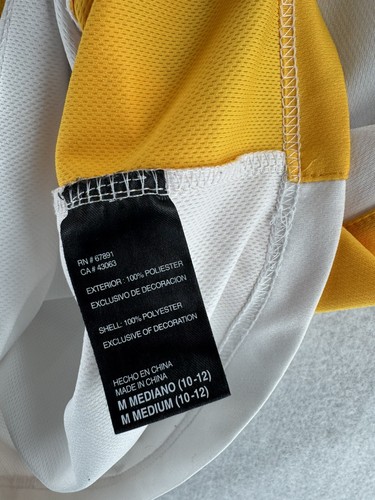 RN # 67891
CA # 43063
EXTERIOR : 100% POLIESTER
EXCLUSIVO DE DECORACION
SHELL: 100% POLYESTER
EXCLUSIVE OF DECORATION
HECHO EN CHINA
MADE IN CHINA
M MEDIANO (10-12)
M MEDIUM (10-12)